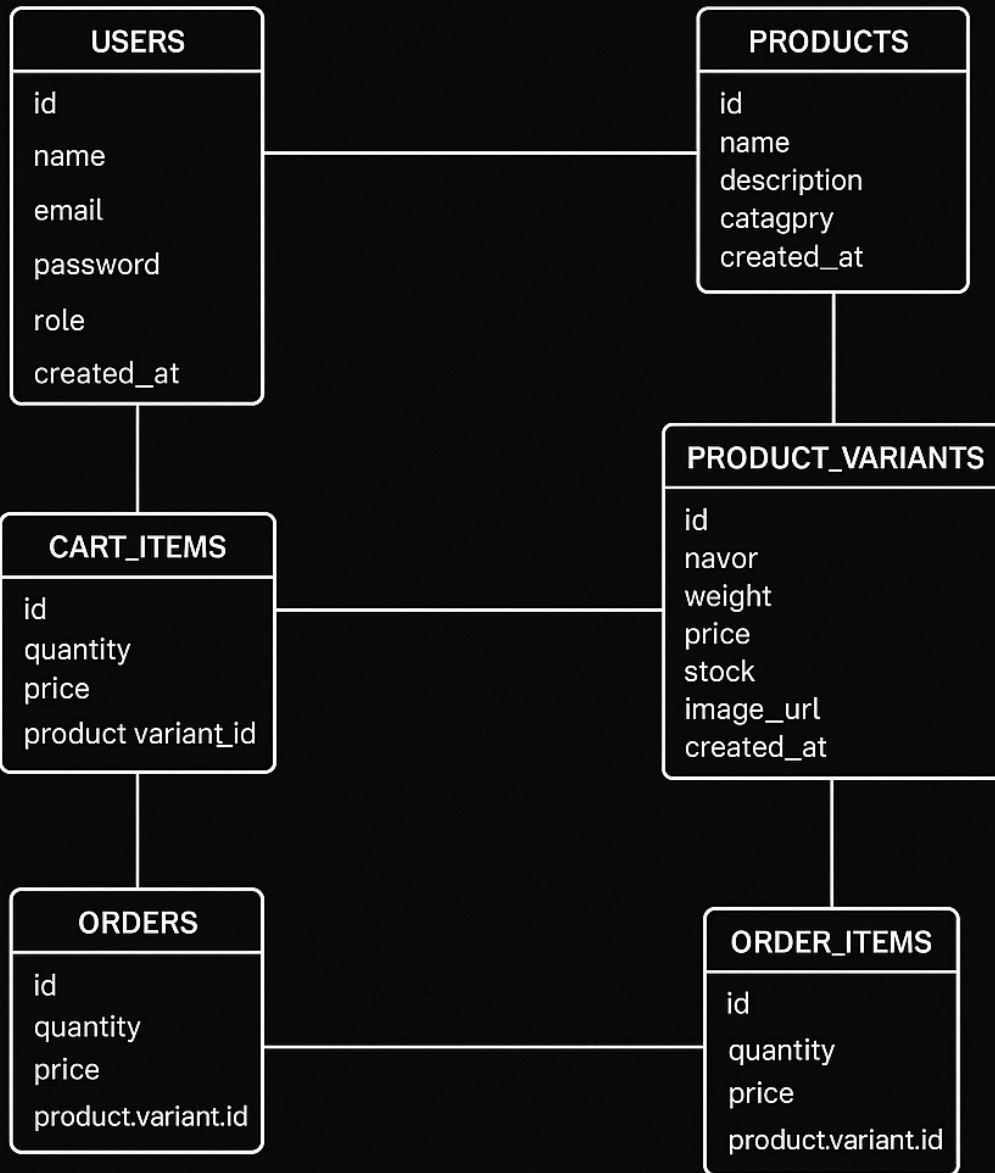 USERS
id
name
email
password
role
created_at
PRODUCTS
id
name
description
catagpry
created_at
CART_ITEMS
id
quantity
price
product variant_id
PRODUCT_VARIANTS
id
navor
weight
price
stock
image_url
created_at
ORDERS
id
quantity
price
product.variant.id
ORDER_ITEMS
id
quantity
price
product.variant.id